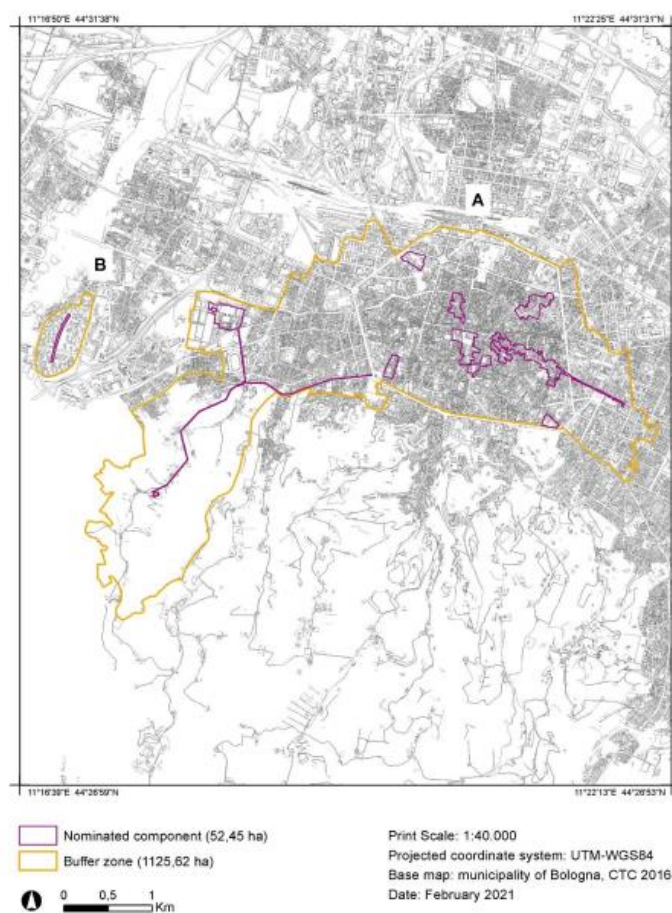 11°16'50"E 44°31'38"N
11°22'25"E 44°31'31"N
A
B
11°16'39"E 44°26'59"N
11°22'13"E 44°26'53"N
Nominated component (52,45 ha)
Buffer zone (1125,62 ha)
0 0,5 1
Km
Print Scale: 1:40.000
Projected coordinate system: UTM-WGS84
Base map: municipality of Bologna, CTC 2016
Date: February 2021